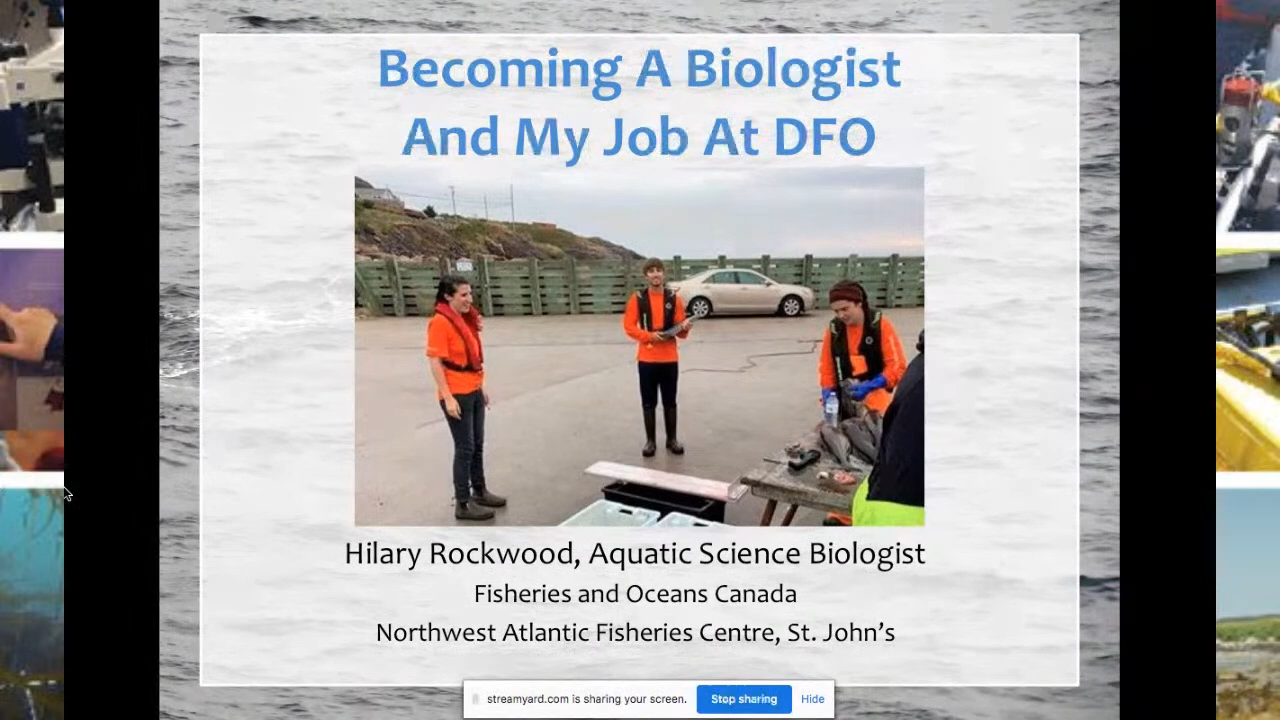 Becoming A Biologist
And My Job At DFO
Hilary Rockwood, Aquatic Science Biologist
Fisheries and Oceans Canada
Northwest Atlantic Fisheries Centre, St. John’s
streamyard.com is sharing your screen. Stop sharing Hide